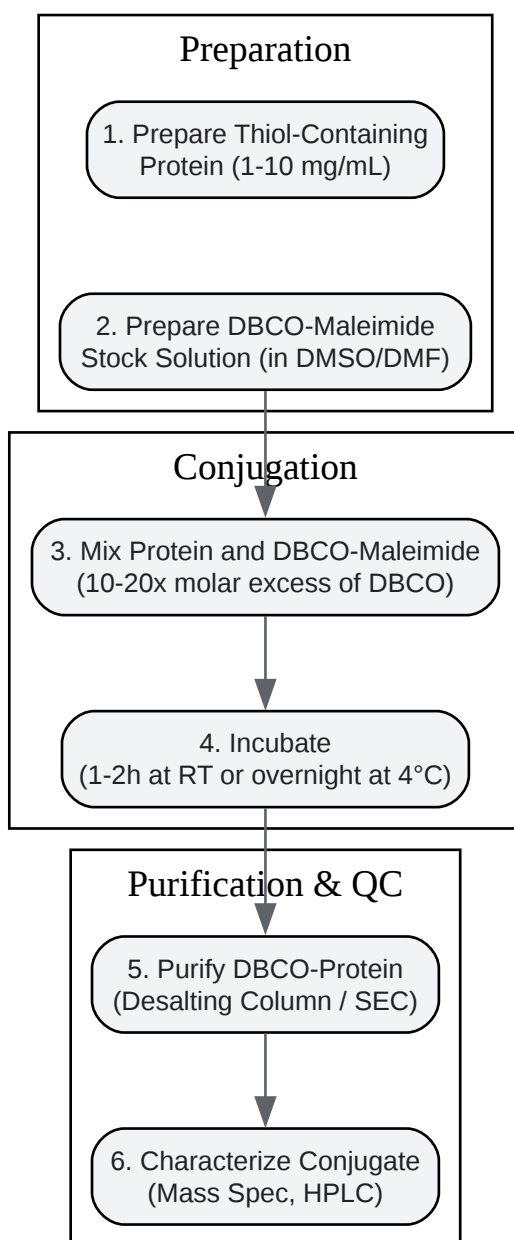 Preparation
1. Prepare Thiol-Containing
Protein (1-10 mg/mL)
2. Prepare DBCO-Maleimide
Stock Solution (in DMSO/DMF)
Conjugation
3. Mix Protein and DBCO-Maleimide
(10-20x molar excess of DBCO)
4. Incubate
(1-2h at RT or overnight at 4°C)
Purification & QC
5. Purify DBCO-Protein
(Desalting Column / SEC)
6. Characterize Conjugate
(Mass Spec, HPLC)